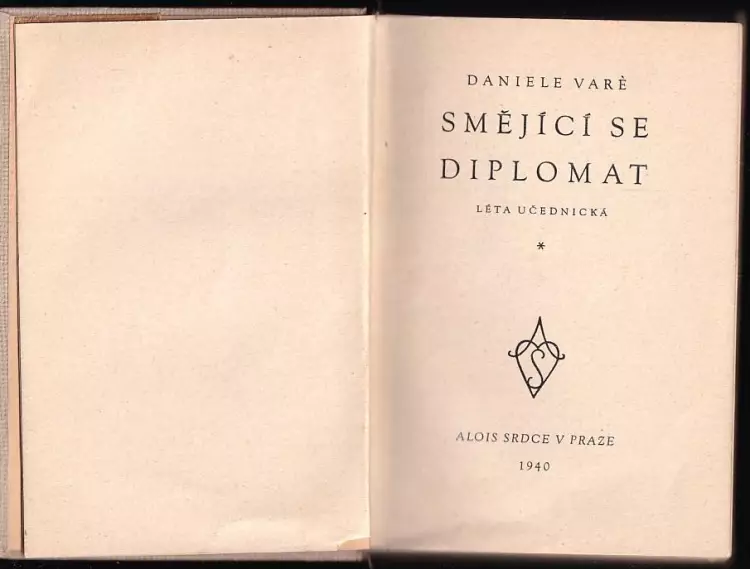 DANIELE VARÈ
SMĚJÍCÍ SE
DIPLOMAT
LÉTA UČEDNICKÁ
*
ALOIS SRDCE V PRAZE
1940